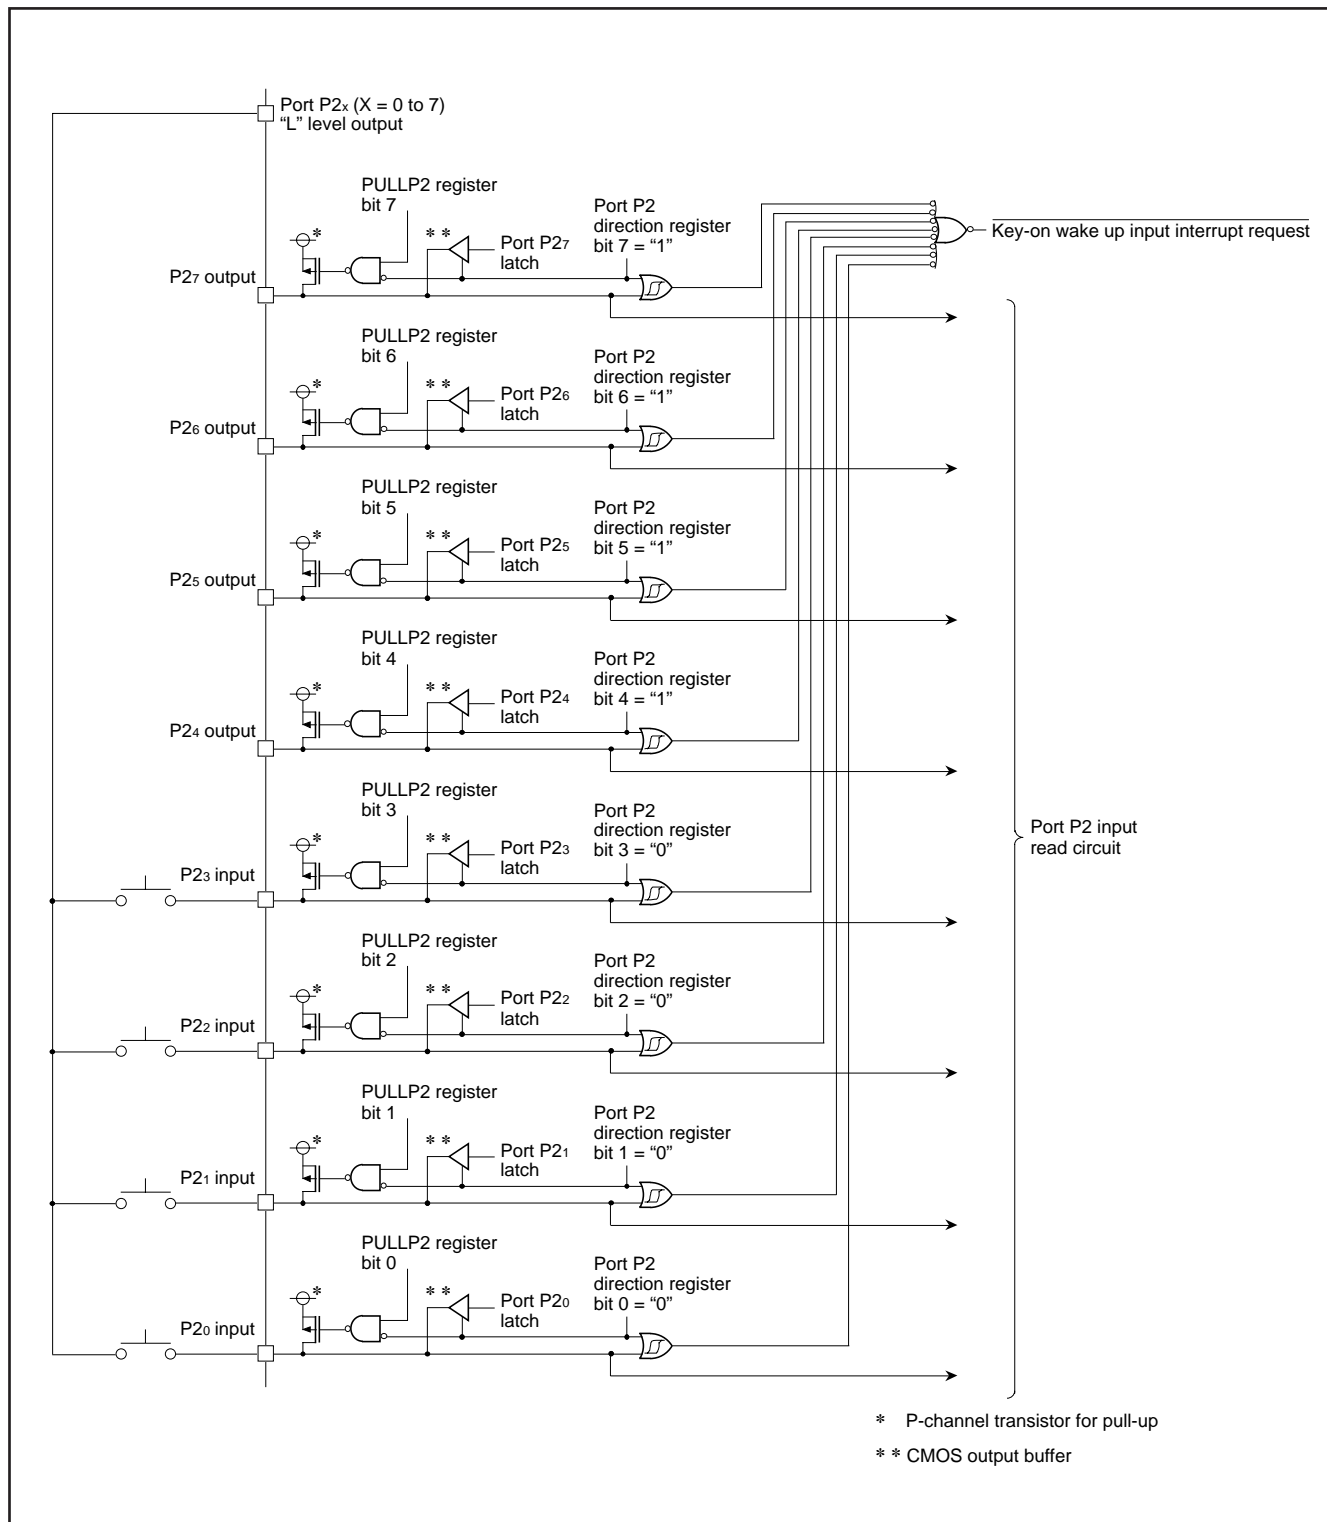 Port P2x (X = 0 to 7)
“L” level output
PULLP2 register
bit 7
* *
Port P27
latch
Port P2
direction register
bit 7 = “1”
Key-on wake up input interrupt request
*
P27 output
PULLP2 register
bit 6
* *
Port P26
latch
Port P2
direction register
bit 6 = “1”
*
P26 output
PULLP2 register
bit 5
* *
Port P25
latch
Port P2
direction register
bit 5 = “1”
*
P25 output
PULLP2 register
bit 4
* *
Port P24
latch
Port P2
direction register
bit 4 = “1”
*
P24 output
PULLP2 register
bit 3
* *
Port P23
latch
Port P2
direction register
bit 3 = “0”
*
P23 input
Port P2 input
read circuit
PULLP2 register
bit 2
* *
Port P22
latch
Port P2
direction register
bit 2 = “0”
*
P22 input
PULLP2 register
bit 1
* *
Port P21
latch
Port P2
direction register
bit 1 = “0”
*
P21 input
PULLP2 register
bit 0
* *
Port P20
latch
Port P2
direction register
bit 0 = “0”
*
P20 input
* P-channel transistor for pull-up
* * CMOS output buffer